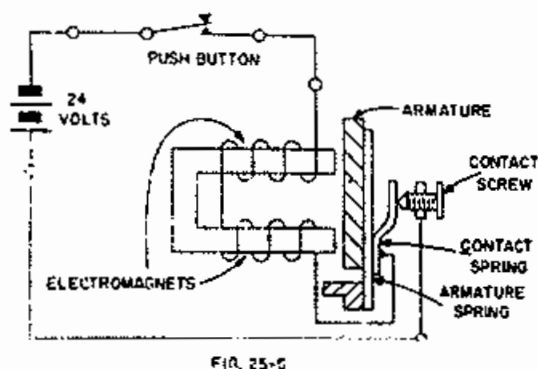 PUSH BUTTON
24
VOLTS
ARMATURE
CONTACT
SCREW
CONTACT
SPRING
ELECTROMAGNETS
ARMATURE
SPRING
FIG. 25-5